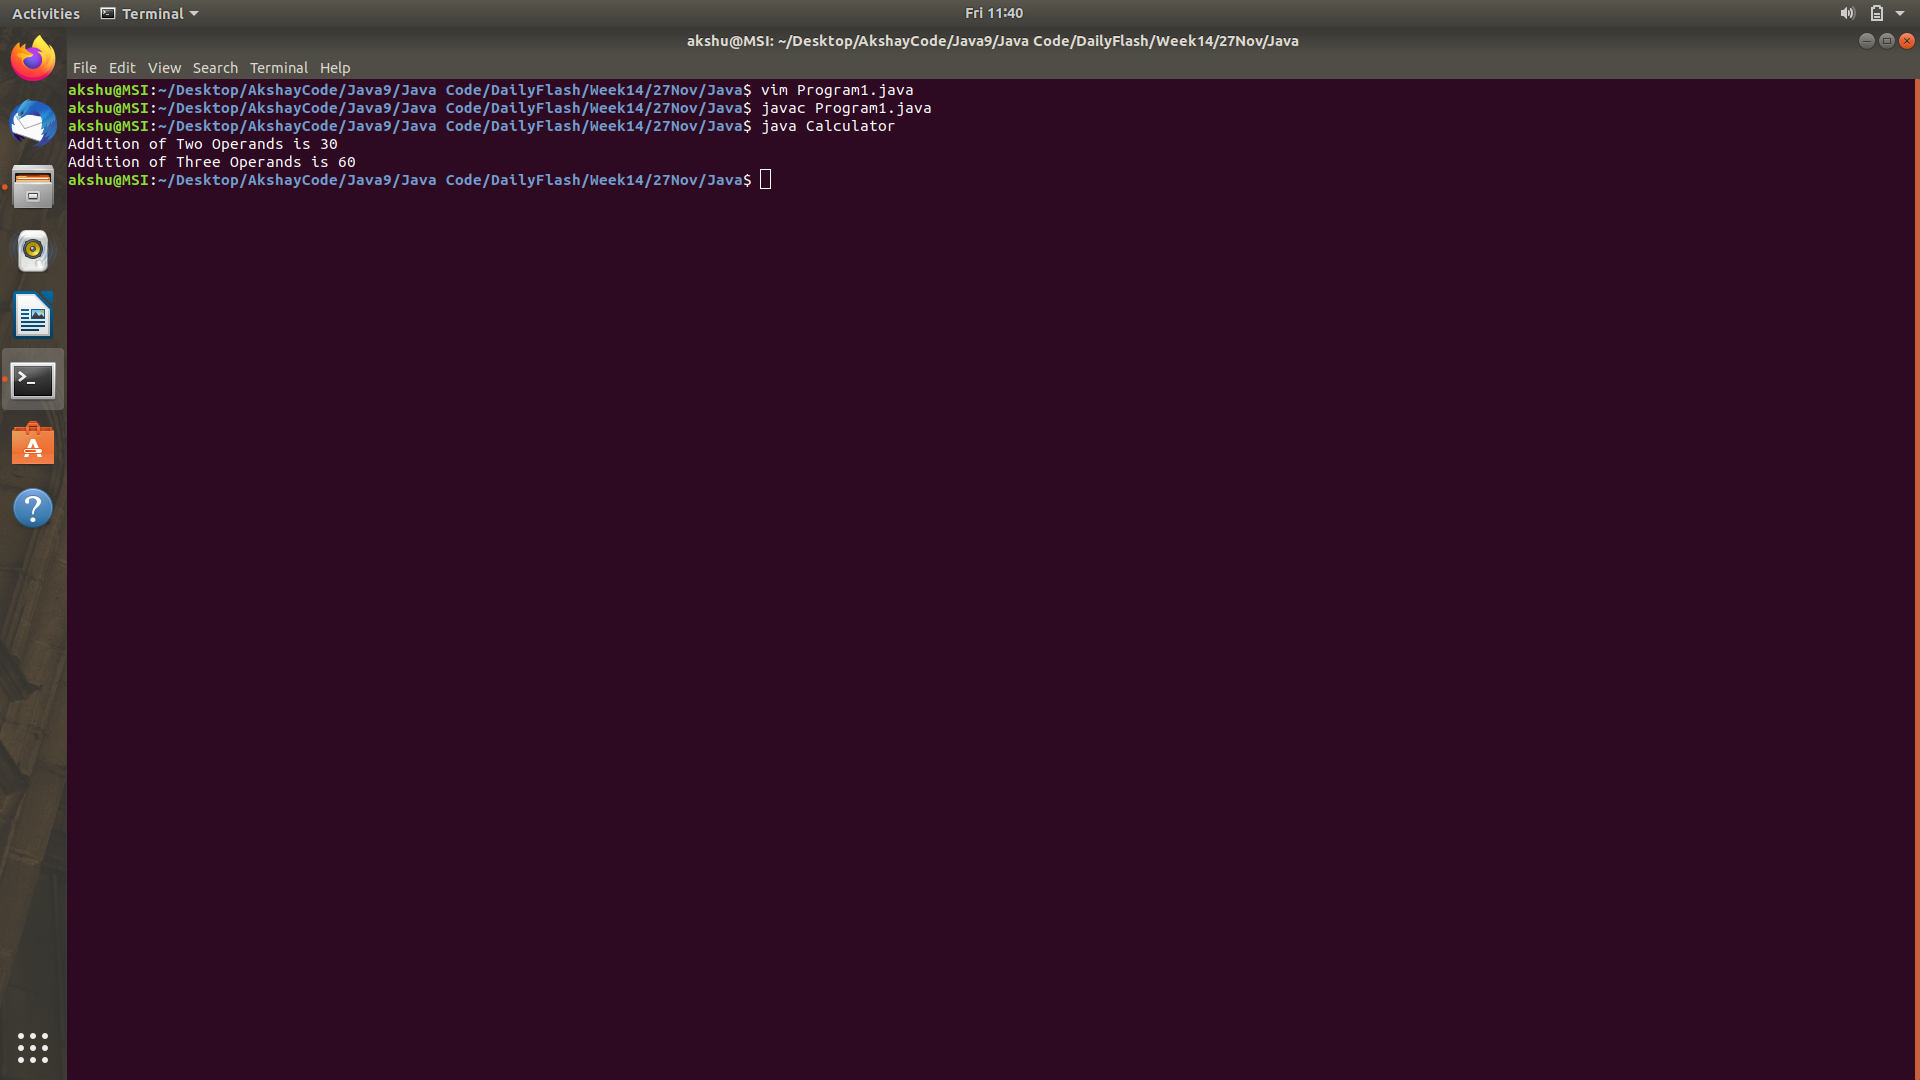 Activities Terminal Fri 11:40
akshu@MSI: ~/Desktop/AkshayCode/Java9/Java Code/DailyFlash/Week14/27Nov/Java
File Edit View Search Terminal Help
akshu@MSI:~/Desktop/AkshayCode/Java9/Java Code/DailyFlash/Week14/27Nov/Java$ vim Program1.java
akshu@MSI:~/Desktop/AkshayCode/Java9/Java Code/DailyFlash/Week14/27Nov/Java$ javac Program1.java
akshu@MSI:~/Desktop/AkshayCode/Java9/Java Code/DailyFlash/Week14/27Nov/Java$ java Calculator
Addition of Two Operands is 30
Addition of Three Operands is 60
akshu@MSI:~/Desktop/AkshayCode/Java9/Java Code/DailyFlash/Week14/27Nov/Java$